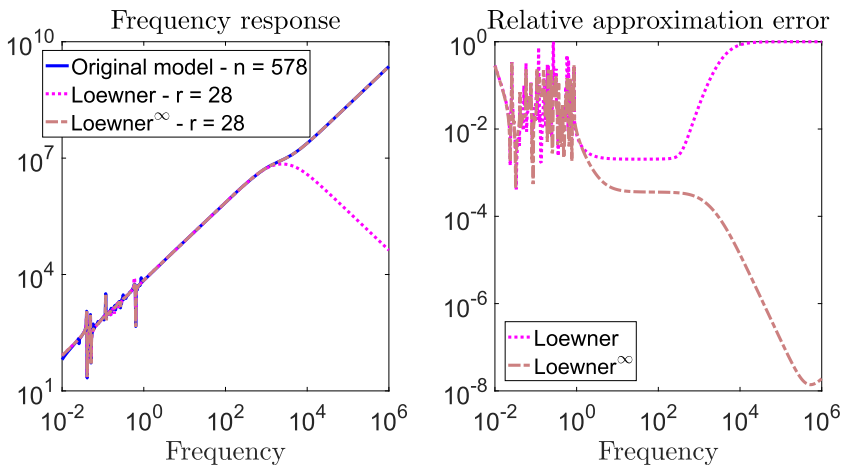 Frequency response
10^10
10^7
10^4
10^1
Original model - n = 578
Loewner - r = 28
Loewner^∞ - r = 28
10^-2 10^0 10^2 10^4 10^6
Frequency
Relative approximation error
10^0
10^-2
10^-4
10^-6
10^-8
Loewner
Loewner^∞
10^-2 10^0 10^2 10^4 10^6
Frequency